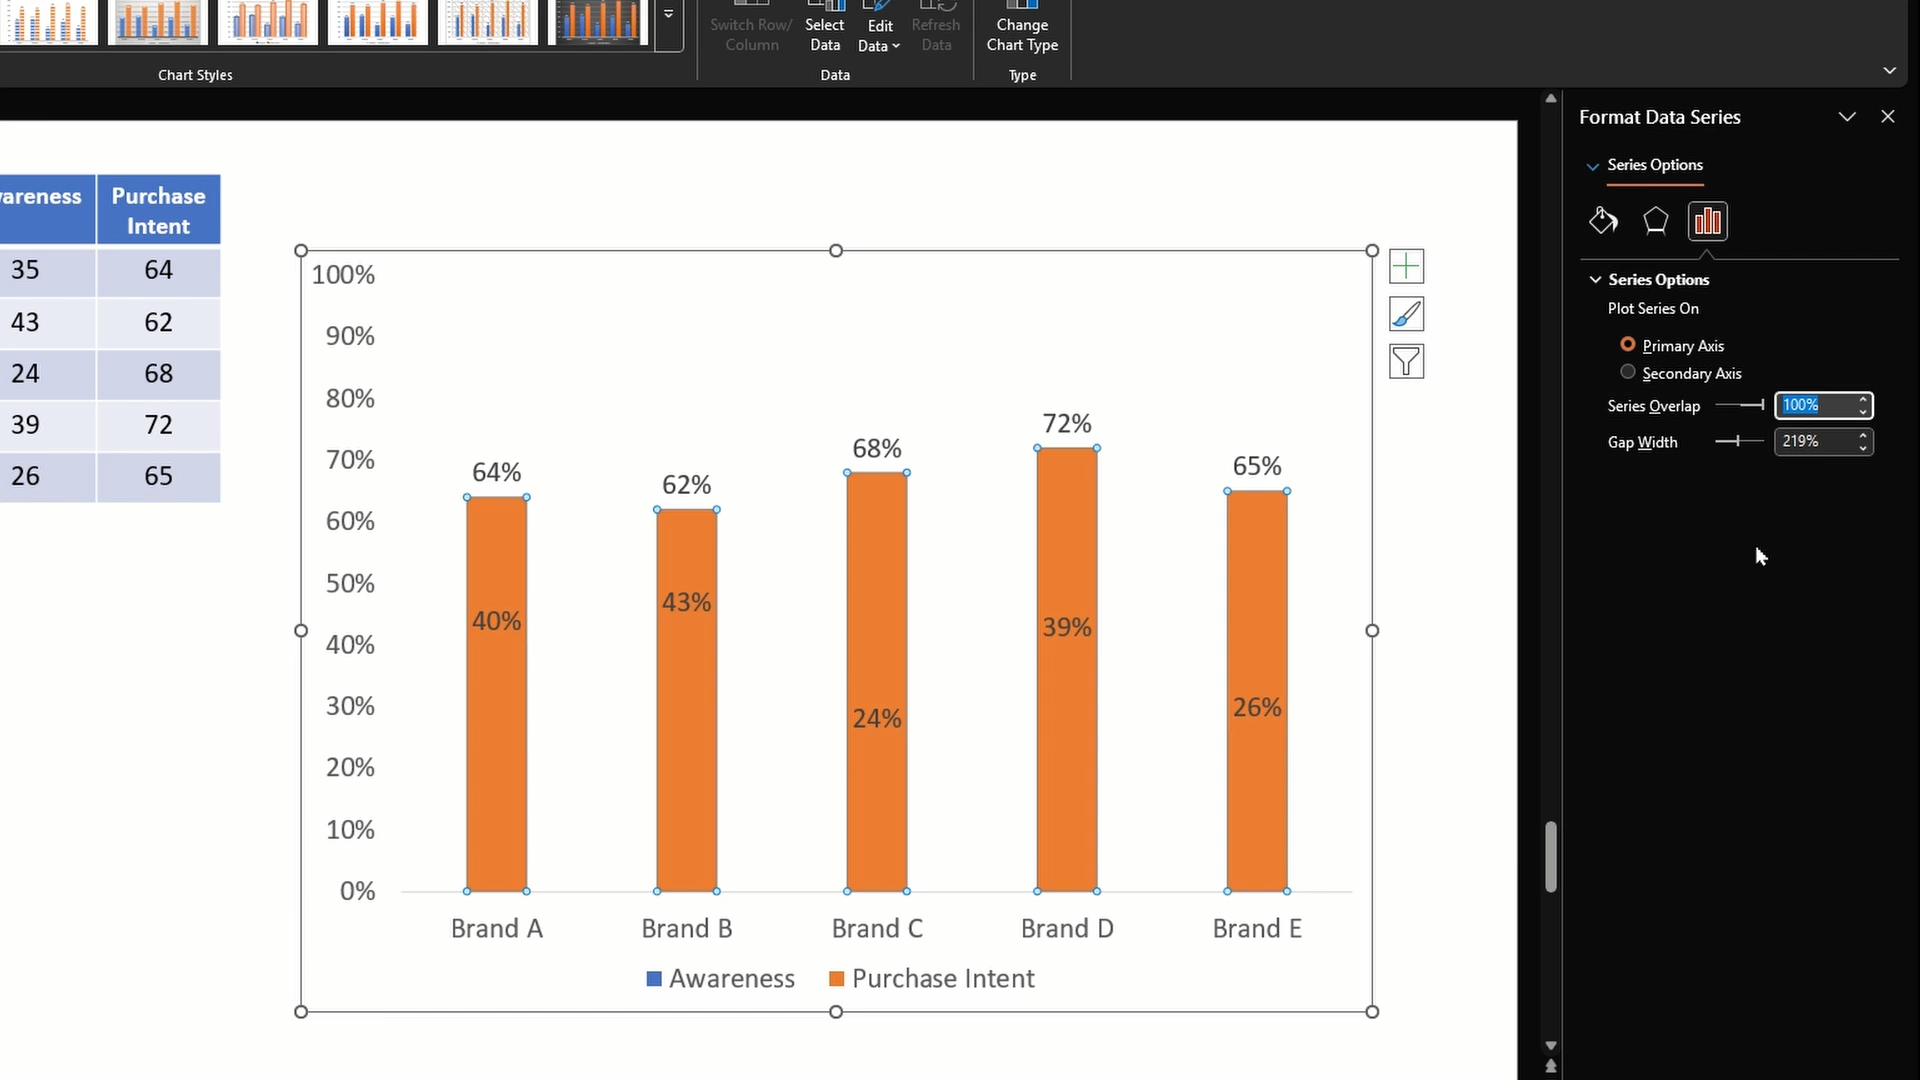 Switch Row/
Column
Select
Data
Edit
Data
Refresh
Data
Change
Chart Type
Chart Styles
Data
Type
Format Data Series
Series Options
Series Options
Plot Series On
Primary Axis
Secondary Axis
Series Overlap 100%
Gap Width 219%
wareness Purchase
Intent
35 64
43 62
24 68
39 72
26 65
100%
90%
80%
70%
60%
50%
40%
30%
20%
10%
0%
64% 62% 68% 72% 65%
40% 43% 24% 39% 26%
Brand A Brand B Brand C Brand D Brand E
Awareness Purchase Intent